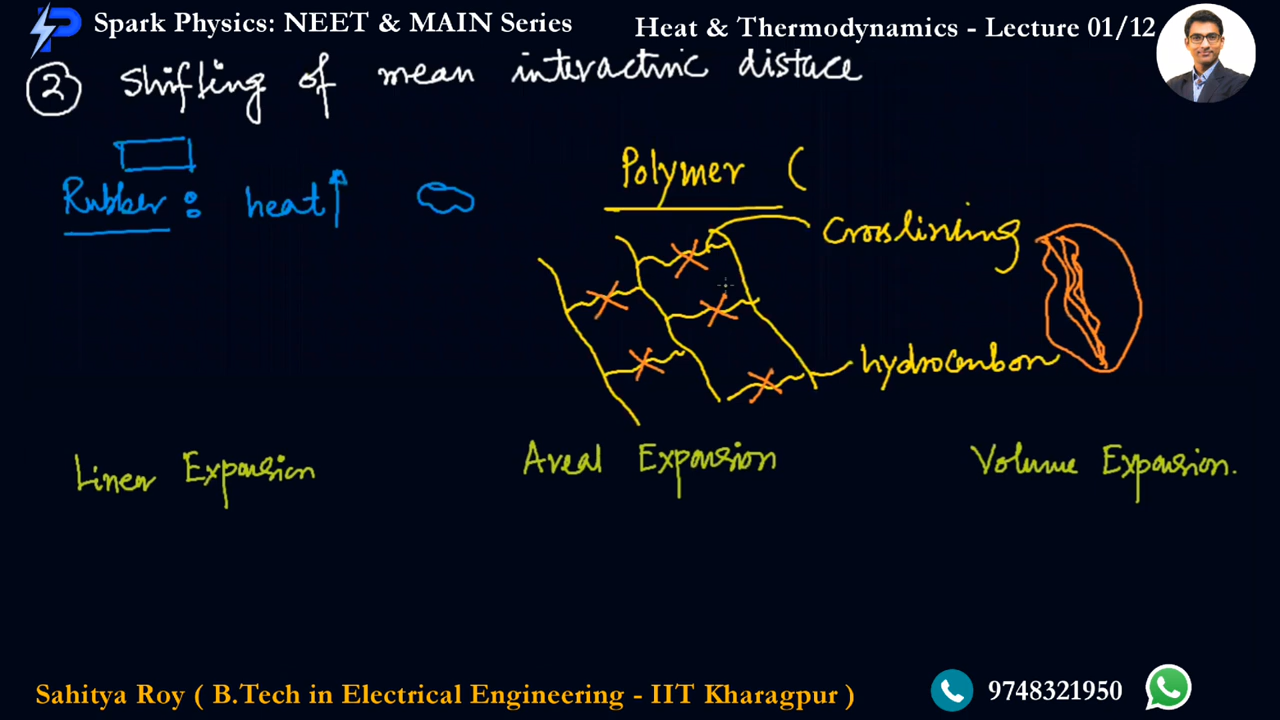 Spark Physics: NEET & MAIN Series
Heat & Thermodynamics - Lecture 01/12
2 Shifting of mean interactinc distace
Rubber : heat↑
Polymer (
Crosslinking
hydrocarbon
Linear Expansion
Areal Expansion
Volume Expansion.
Sahitya Roy ( B.Tech in Electrical Engineering - IIT Kharagpur )
9748321950